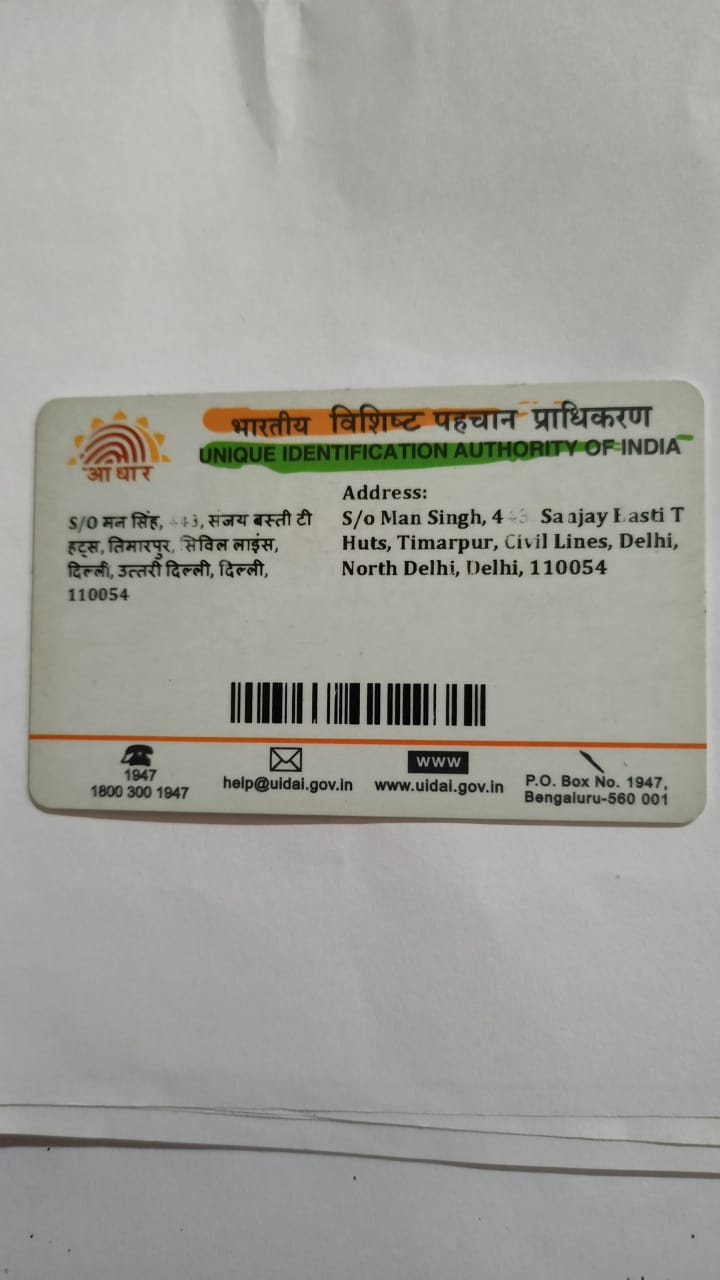 भारतीय विशिष्ट पहचान प्राधिकरण
UNIQUE IDENTIFICATION AUTHORITY OF INDIA
आधार
S/O मन सिंह, संजय बस्ती टी
हट्स, तिमारपुर, सिविल लाइंस,
दिल्ली, उत्तरी दिल्ली, दिल्ली,
110054
Address:
S/o Man Singh, Sanjay Basti T
Huts, Timarpur, Civil Lines, Delhi,
North Delhi, Delhi, 110054
1947
1800 300 1947
help@uidai.gov.in
WWW
www.uidai.gov.in
P.O. Box No. 1947,
Bengaluru-560 001